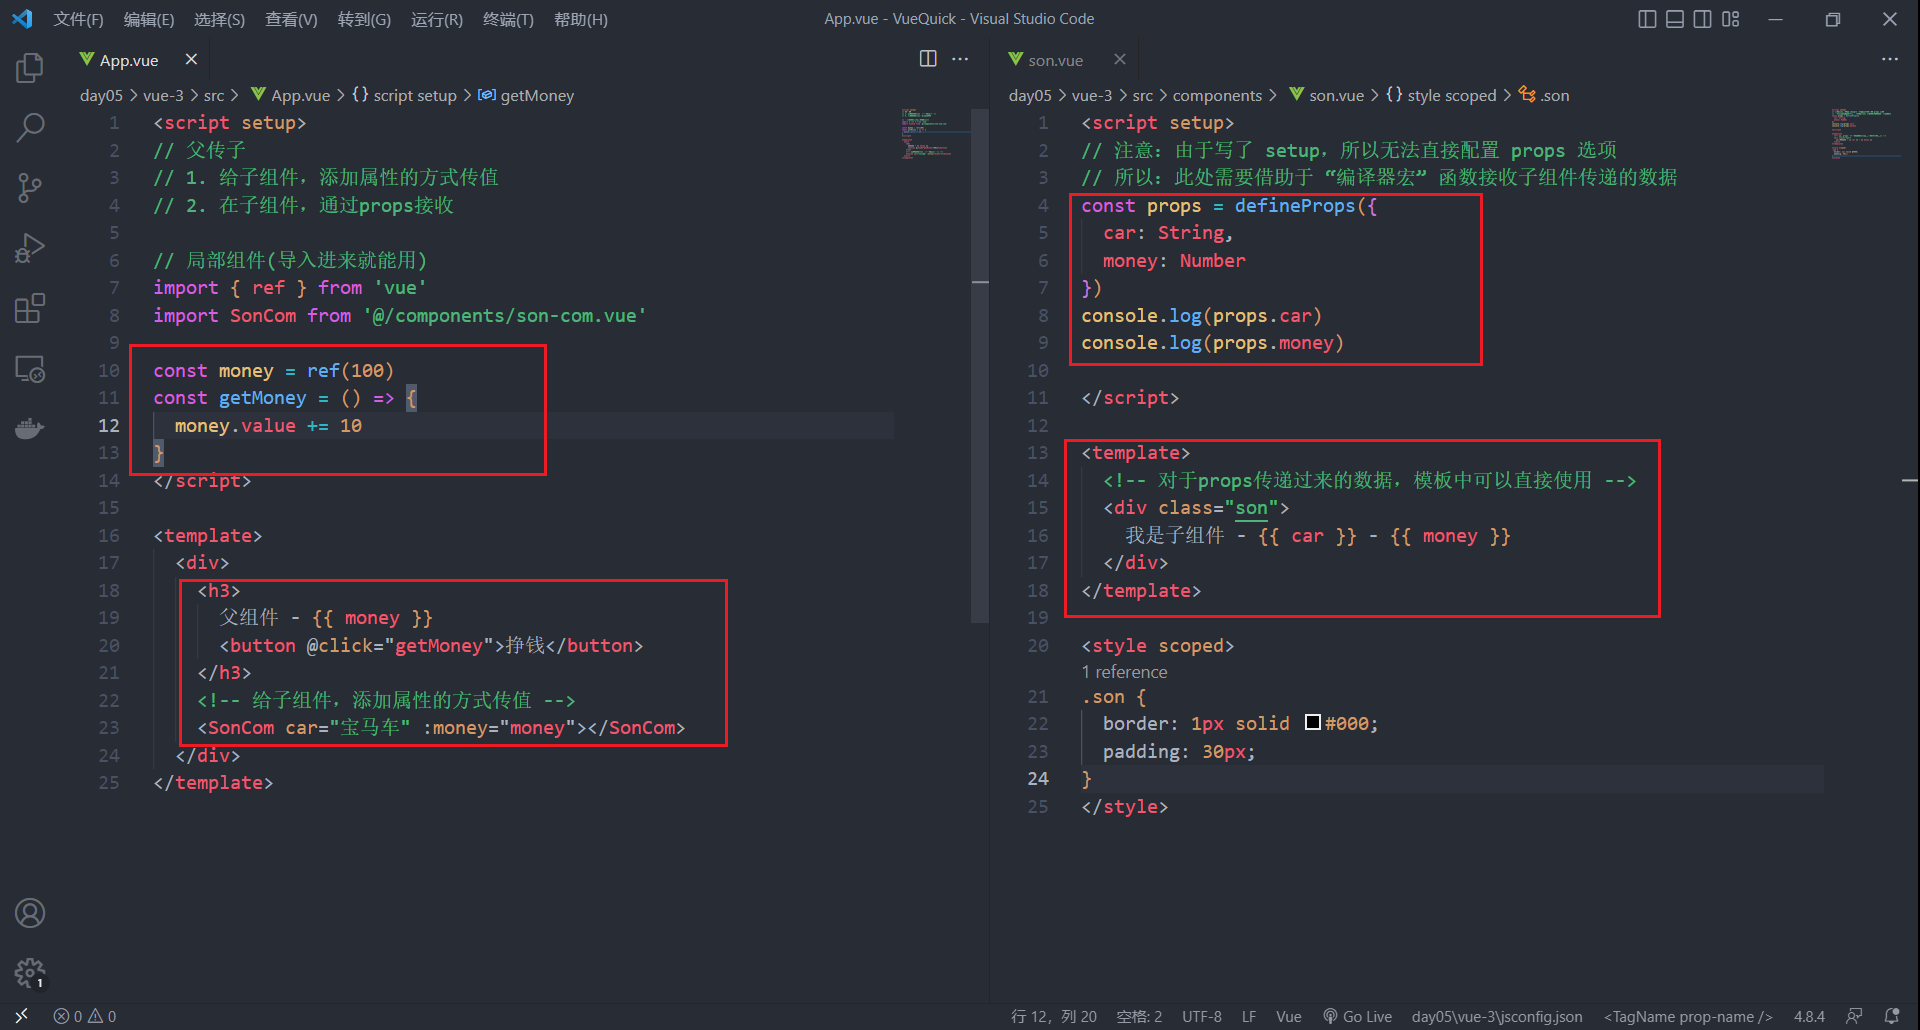 文件(F) 编辑(E) 选择(S) 查看(V) 转到(G) 运行(R) 终端(T) 帮助(H)
App.vue - VueQuick - Visual Studio Code
App.vue
day05 > vue-3 > src > App.vue > {} script setup > getMoney
1 <script setup>
2 // 父传子
3 // 1. 给子组件，添加属性的方式传值
4 // 2. 在子组件，通过props接收
5
6 // 局部组件(导入进来就能用)
7 import { ref } from 'vue'
8 import SonCom from '@/components/son-com.vue'
9
10 const money = ref(100)
11 const getMoney = () => {
12 money.value += 10
13 }
14 </script>
15
16 <template>
17 <div>
18 <h3>
19 父组件 - {{ money }}
20 <button @click="getMoney">挣钱</button>
21 </h3>
22 <!-- 给子组件，添加属性的方式传值 -->
23 <SonCom car="宝马车" :money="money"></SonCom>
24 </div>
25 </template>
son.vue
day05 > vue-3 > src > components > son.vue > {} style scoped > .son
1 <script setup>
2 // 注意：由于写了 setup，所以无法直接配置 props 选项
3 // 所以：此处需要借助于 “编译器宏” 函数接收子组件传递的数据
4 const props = defineProps({
5 car: String,
6 money: Number
7 })
8 console.log(props.car)
9 console.log(props.money)
10
11 </script>
12
13 <template>
14 <!-- 对于props传递过来的数据，模板中可以直接使用 -->
15 <div class="son">
16 我是子组件 - {{ car }} - {{ money }}
17 </div>
18 </template>
19
20 <style scoped>
1 reference
21 .son {
22 border: 1px solid #000;
23 padding: 30px;
24 }
25 </style>
1
0 0
行 12，列 20 空格: 2 UTF-8 LF Vue Go Live day05\vue-3\jsconfig.json <TagName prop-name /> 4.8.4